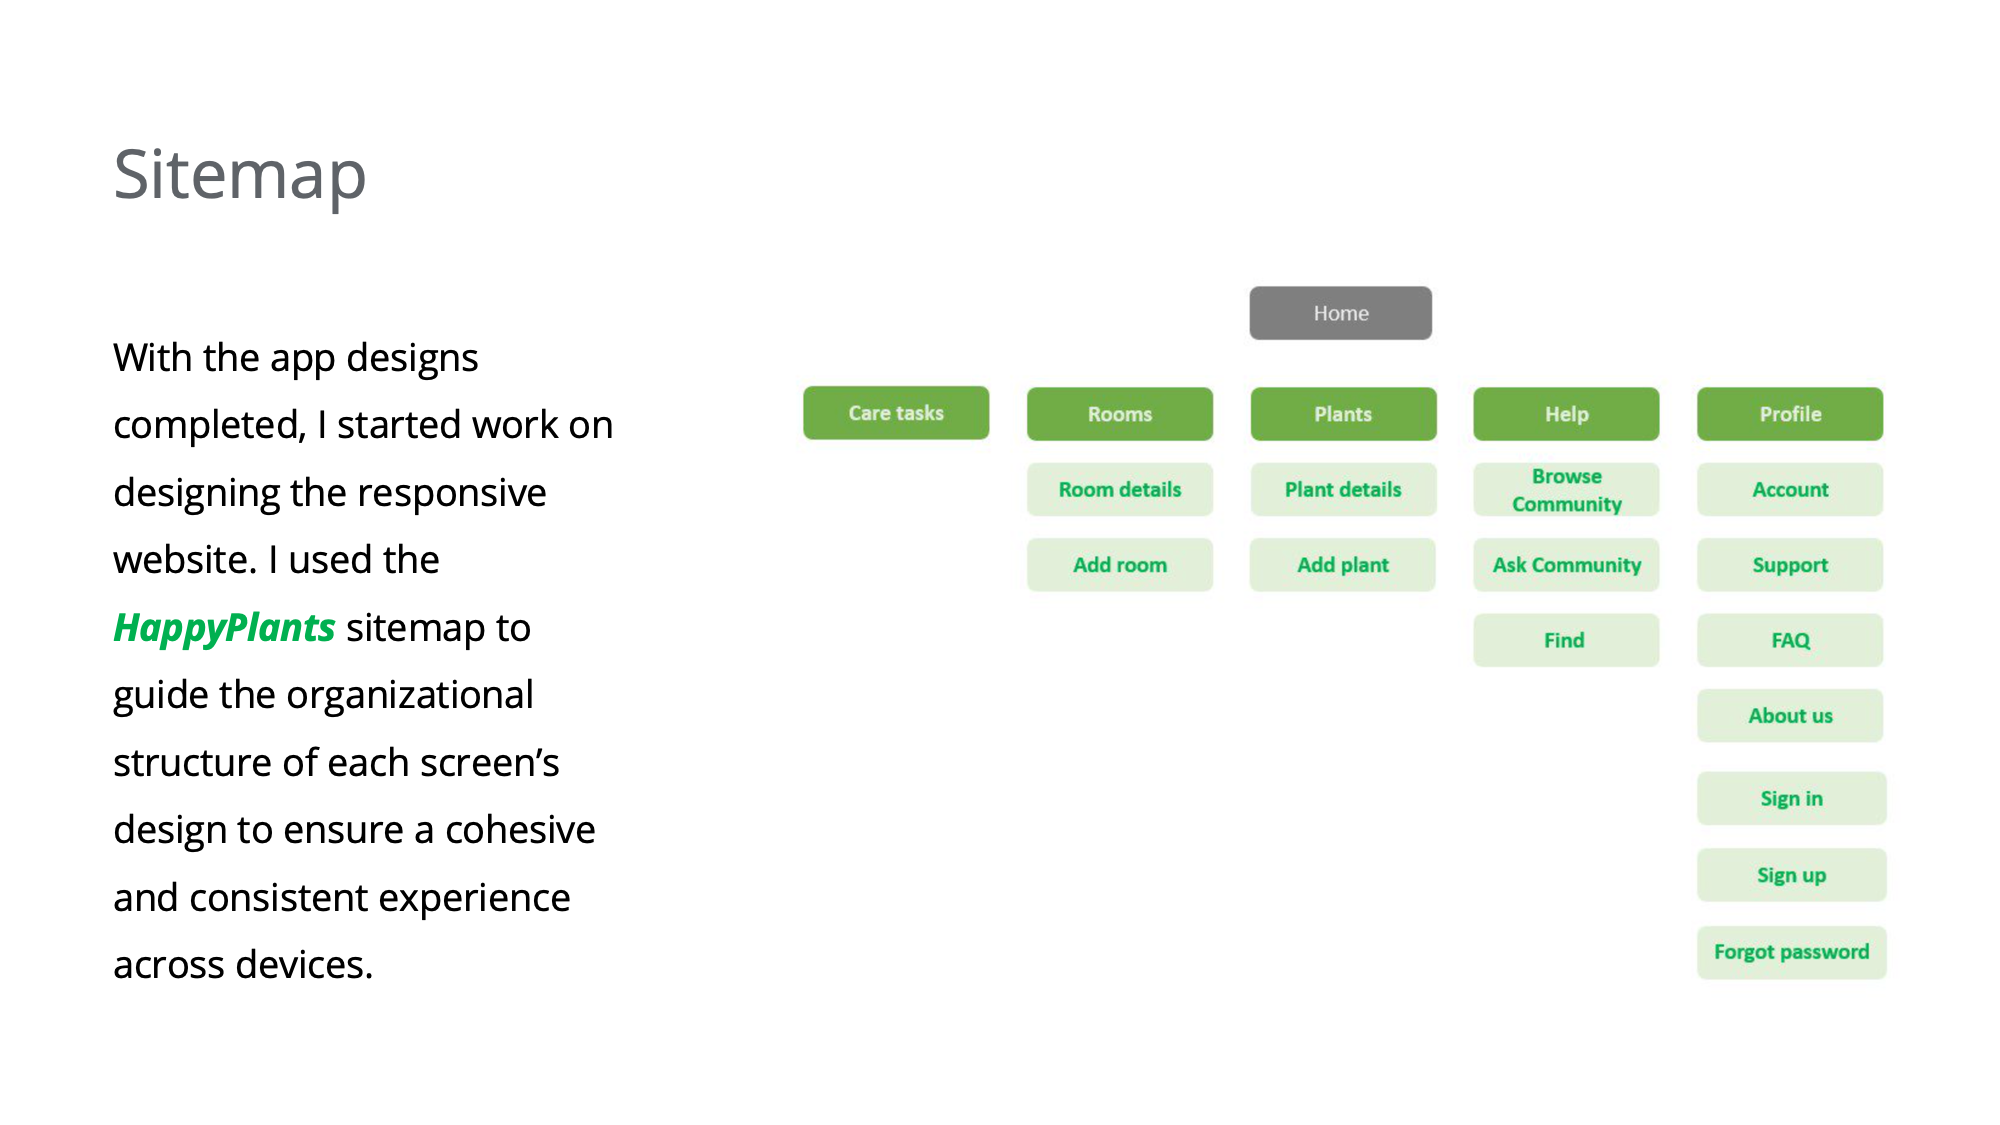 Sitemap
With the app designs
completed, I started work on
designing the responsive
website. I used the
HappyPlants sitemap to
guide the organizational
structure of each screen’s
design to ensure a cohesive
and consistent experience
across devices.
Home
Care tasks
Rooms
Plants
Help
Profile
Room details
Plant details
Browse
Community
Account
Add room
Add plant
Ask Community
Support
Find
FAQ
About us
Sign in
Sign up
Forgot password